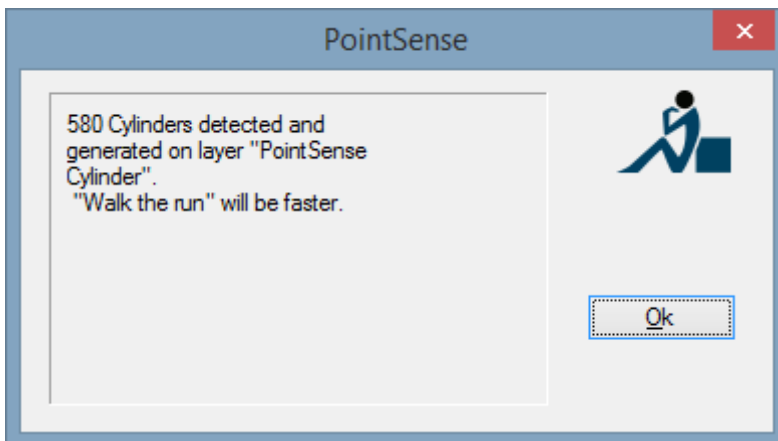 PointSense
580 Cylinders detected and
generated on layer "PointSense
Cylinder".
"Walk the run" will be faster.
Ok